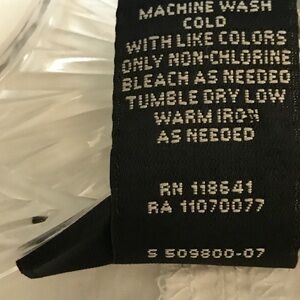 MACHINE WASH
COLD
WITH LIKE COLORS
ONLY NON-CHLORINE
BLEACH AS NEEDED
TUMBLE DRY LOW
WARM IRON
AS NEEDED
RN 118641
RA 11070077
S 509800-07